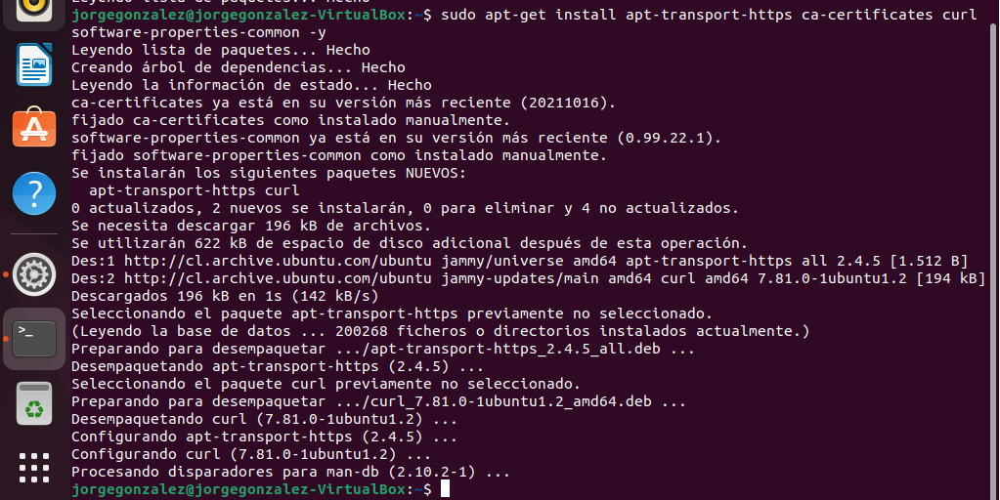 Leyendo lista de paquetes... Hecho
jorgegonzalez@jorgegonzalez-VirtualBox:~$ sudo apt-get install apt-transport-https ca-certificates curl
software-properties-common -y
Leyendo lista de paquetes... Hecho
Creando árbol de dependencias... Hecho
Leyendo la información de estado... Hecho
ca-certificates ya está en su versión más reciente (20211016).
fijado ca-certificates como instalado manualmente.
software-properties-common ya está en su versión más reciente (0.99.22.1).
fijado software-properties-common como instalado manualmente.
Se instalarán los siguientes paquetes NUEVOS:
  apt-transport-https curl
0 actualizados, 2 nuevos se instalarán, 0 para eliminar y 4 no actualizados.
Se necesita descargar 196 kB de archivos.
Se utilizarán 622 kB de espacio de disco adicional después de esta operación.
Des:1 http://cl.archive.ubuntu.com/ubuntu jammy/universe amd64 apt-transport-https all 2.4.5 [1.512 B]
Des:2 http://cl.archive.ubuntu.com/ubuntu jammy-updates/main amd64 curl amd64 7.81.0-1ubuntu1.2 [194 kB]
Descargados 196 kB en 1s (142 kB/s)
Seleccionando el paquete apt-transport-https previamente no seleccionado.
(Leyendo la base de datos ... 200268 ficheros o directorios instalados actualmente.)
Preparando para desempaquetar .../apt-transport-https_2.4.5_all.deb ...
Desempaquetando apt-transport-https (2.4.5) ...
Seleccionando el paquete curl previamente no seleccionado.
Preparando para desempaquetar .../curl_7.81.0-1ubuntu1.2_amd64.deb ...
Desempaquetando curl (7.81.0-1ubuntu1.2) ...
Configurando apt-transport-https (2.4.5) ...
Configurando curl (7.81.0-1ubuntu1.2) ...
Procesando disparadores para man-db (2.10.2-1) ...
jorgegonzalez@jorgegonzalez-VirtualBox:~$